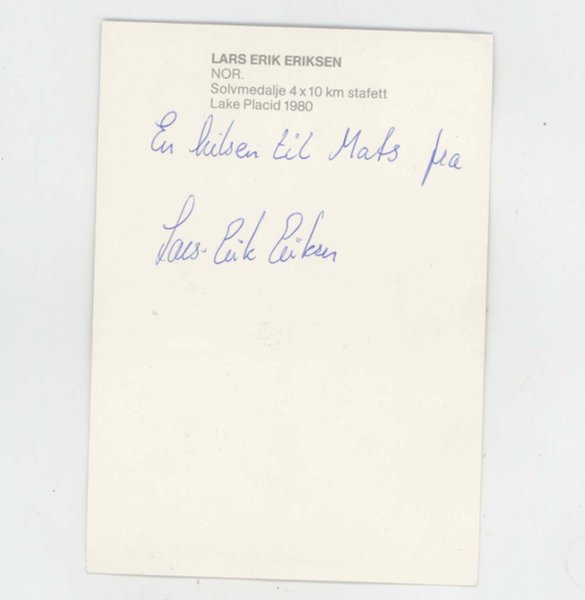 LARS ERIK ERIKSEN
NOR.
Solvmedalje 4 x 10 km stafett
Lake Placid 1980
En hilsen til Mats fra
Lars-Erik Eriksen